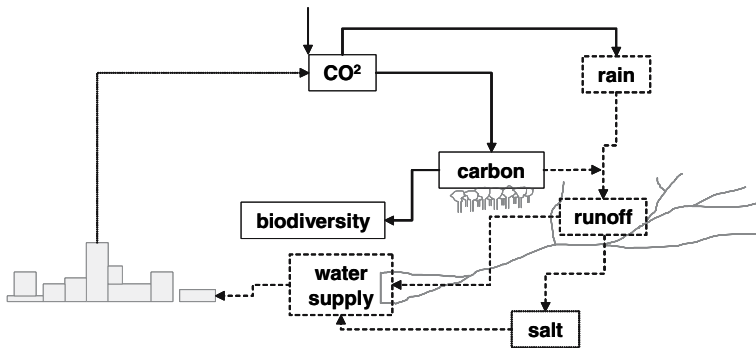 CO²
rain
carbon
biodiversity
runoff
water
supply
salt